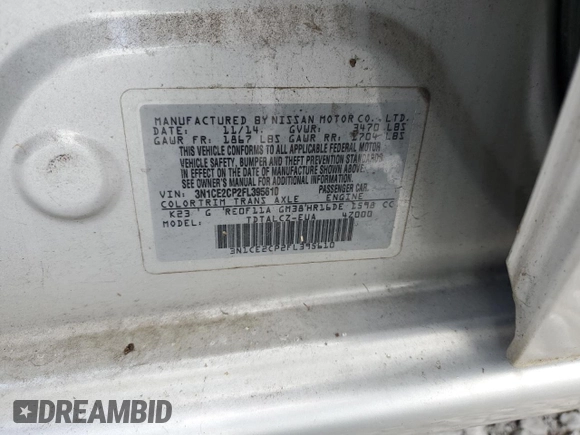 MANUFACTURED BY NISSAN MOTOR CO., LTD.
DATE: 11/14 GVWR: 3470 LBS
GAWR FR: 1867 LBS GAWR RR: 1704 LBS
THIS VEHICLE CONFORMS TO ALL APPLICABLE FEDERAL MOTOR
VEHICLE SAFETY, BUMPER AND THEFT PREVENTION STANDARDS
IN EFFECT ON THE DATE OF MANUFACTURE SHOWN ABOVE.
SEE OWNER'S MANUAL FOR ADDITIONAL INFORMATION.
VIN: 3N1CE2CP2FL395610 PASSENGER CAR
COLOR TRIM TRANS AXLE ENGINE
K23 G RE0F11A GM38 HR16DE 1598 CC
MODEL TDTALCZ-EUA 4Z000
3N1CE2CP2FL395610
DREAMBID